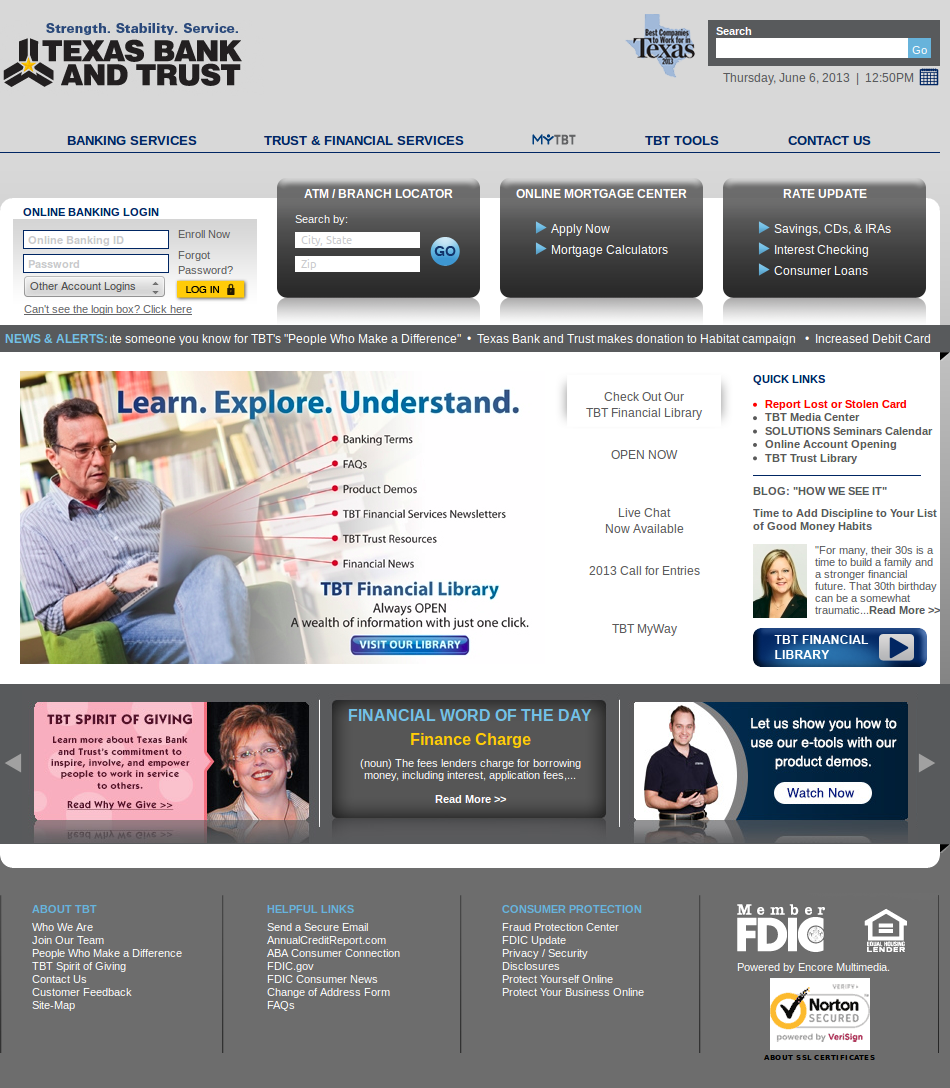 Strength. Stability. Service.
TEXAS BANK
AND TRUST
Best Companies
to Work for in
Texas
2013
Search
Go
Thursday, June 6, 2013 | 12:50PM
BANKING SERVICES
TRUST & FINANCIAL SERVICES
MYTBT
TBT TOOLS
CONTACT US
ONLINE BANKING LOGIN
Online Banking ID
Password
Other Account Logins
Enroll Now
Forgot
Password?
LOG IN
Can't see the login box? Click here
ATM / BRANCH LOCATOR
Search by:
City, State
Zip
GO
ONLINE MORTGAGE CENTER
Apply Now
Mortgage Calculators
RATE UPDATE
Savings, CDs, & IRAs
Interest Checking
Consumer Loans
NEWS & ALERTS: te someone you know for TBT's "People Who Make a Difference" • Texas Bank and Trust makes donation to Habitat campaign • Increased Debit Card
Learn. Explore. Understand.
Banking Terms
FAQs
Product Demos
TBT Financial Services Newsletters
TBT Trust Resources
Financial News
TBT Financial Library
Always OPEN
A wealth of information with just one click.
VISIT OUR LIBRARY
Check Out Our
TBT Financial Library
OPEN NOW
Live Chat
Now Available
2013 Call for Entries
TBT MyWay
QUICK LINKS
• Report Lost or Stolen Card
• TBT Media Center
• SOLUTIONS Seminars Calendar
• Online Account Opening
• TBT Trust Library
BLOG: "HOW WE SEE IT"
Time to Add Discipline to Your List
of Good Money Habits
"For many, their 30s is a
time to build a family and
a stronger financial
future. That 30th birthday
can be a somewhat
traumatic...Read More >>
TBT FINANCIAL
LIBRARY
TBT SPIRIT OF GIVING
Learn more about Texas Bank
and Trust's commitment to
inspire, involve, and empower
people to work in service
to others.
Read Why We Give >>
FINANCIAL WORD OF THE DAY
Finance Charge
(noun) The fees lenders charge for borrowing
money, including interest, application fees,...
Read More >>
Let us show you how to
use our e-tools with our
product demos.
Watch Now
ABOUT TBT
Who We Are
Join Our Team
People Who Make a Difference
TBT Spirit of Giving
Contact Us
Customer Feedback
Site-Map
HELPFUL LINKS
Send a Secure Email
AnnualCreditReport.com
ABA Consumer Connection
FDIC.gov
FDIC Consumer News
Change of Address Form
FAQs
CONSUMER PROTECTION
Fraud Protection Center
FDIC Update
Privacy / Security
Disclosures
Protect Yourself Online
Protect Your Business Online
Member
FDIC
EQUAL HOUSING
LENDER
Powered by Encore Multimedia.
VERIFY
Norton
SECURED
powered by VeriSign
ABOUT SSL CERTIFICATES